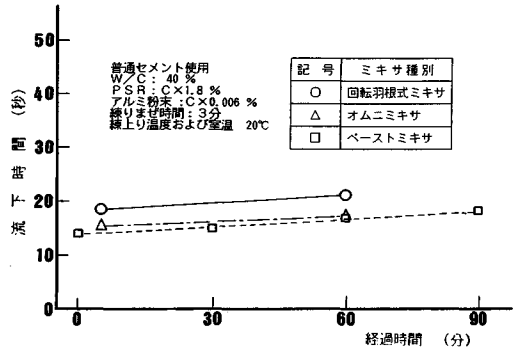 流下時間 (秒)
50
40
30
20
10
0
普通セメント使用
W/C: 40 %
PSR: C×1.8 %
アルミ粉末:C×0.006 %
練りまぜ時間:3分
練上り温度および室温 20℃
記号 ミキサ種別
○ 回転羽根式ミキサ
△ オムニミキサ
□ ペーストミキサ
0 30 60 90
経過時間 (分)